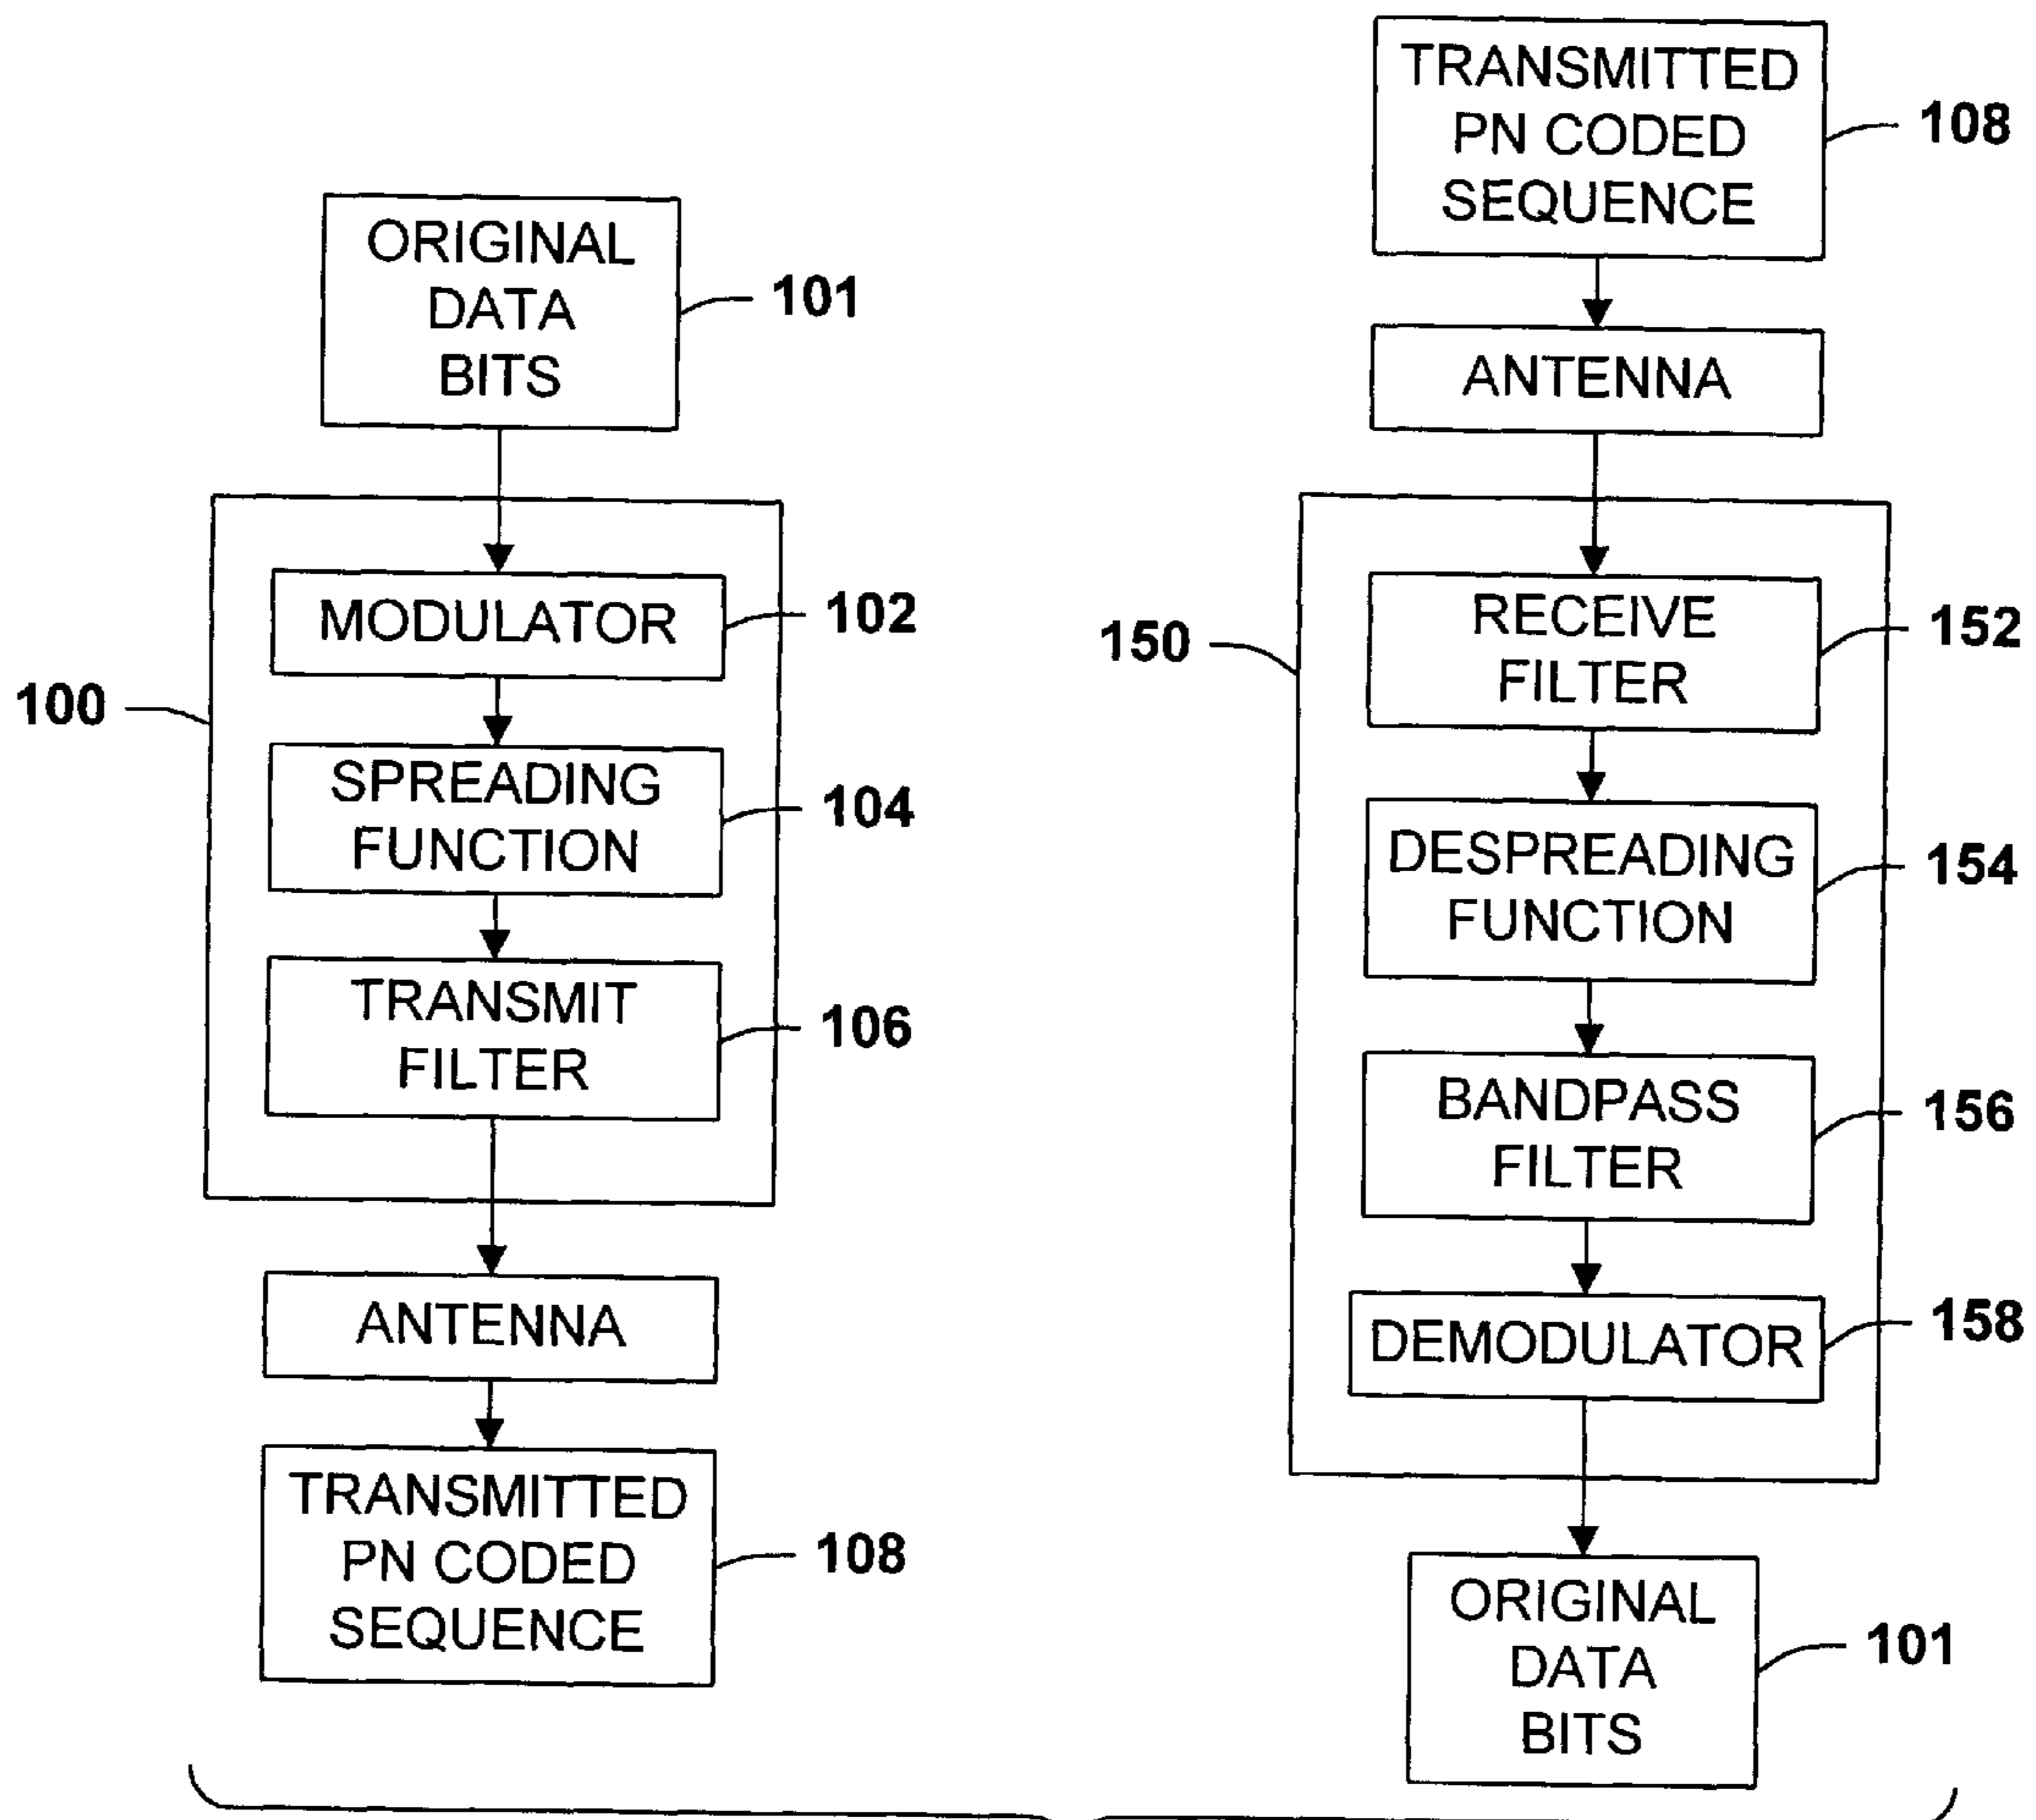 ORIGINAL
DATA
BITS
101
100
MODULATOR
102
SPREADING
FUNCTION
104
TRANSMIT
FILTER
106
ANTENNA
TRANSMITTED
PN CODED
SEQUENCE
108
TRANSMITTED
PN CODED
SEQUENCE
108
ANTENNA
150
RECEIVE
FILTER
152
DESPREADING
FUNCTION
154
BANDPASS
FILTER
156
DEMODULATOR
158
ORIGINAL
DATA
BITS
101